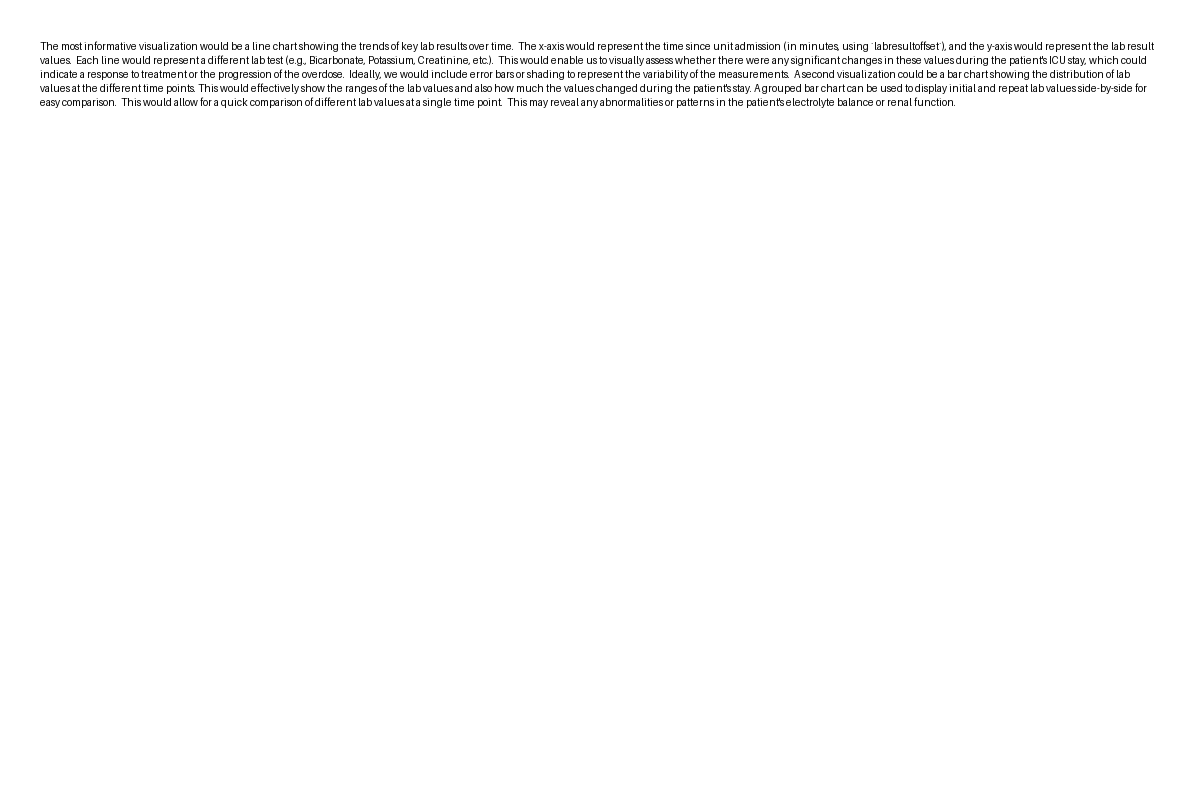 The most informative visualization would be a line chart showing the trends of key lab results over time.  The x-axis would represent the time since unit admission (in minutes, using `labresultoffset`), and the y-axis would represent the lab result
values.  Each line would represent a different lab test (e.g., Bicarbonate, Potassium, Creatinine, etc.).  This would enable us to visually assess whether there were any significant changes in these values during the patient's ICU stay, which could
indicate a response to treatment or the progression of the overdose.  Ideally, we would include error bars or shading to represent the variability of the measurements.  A second visualization could be a bar chart showing the distribution of lab
values at the different time points. This would effectively show the ranges of the lab values and also how much the values changed during the patient's stay. A grouped bar chart can be used to display initial and repeat lab values side-by-side for
easy comparison.  This would allow for a quick comparison of different lab values at a single time point.  This may reveal any abnormalities or patterns in the patient's electrolyte balance or renal function.